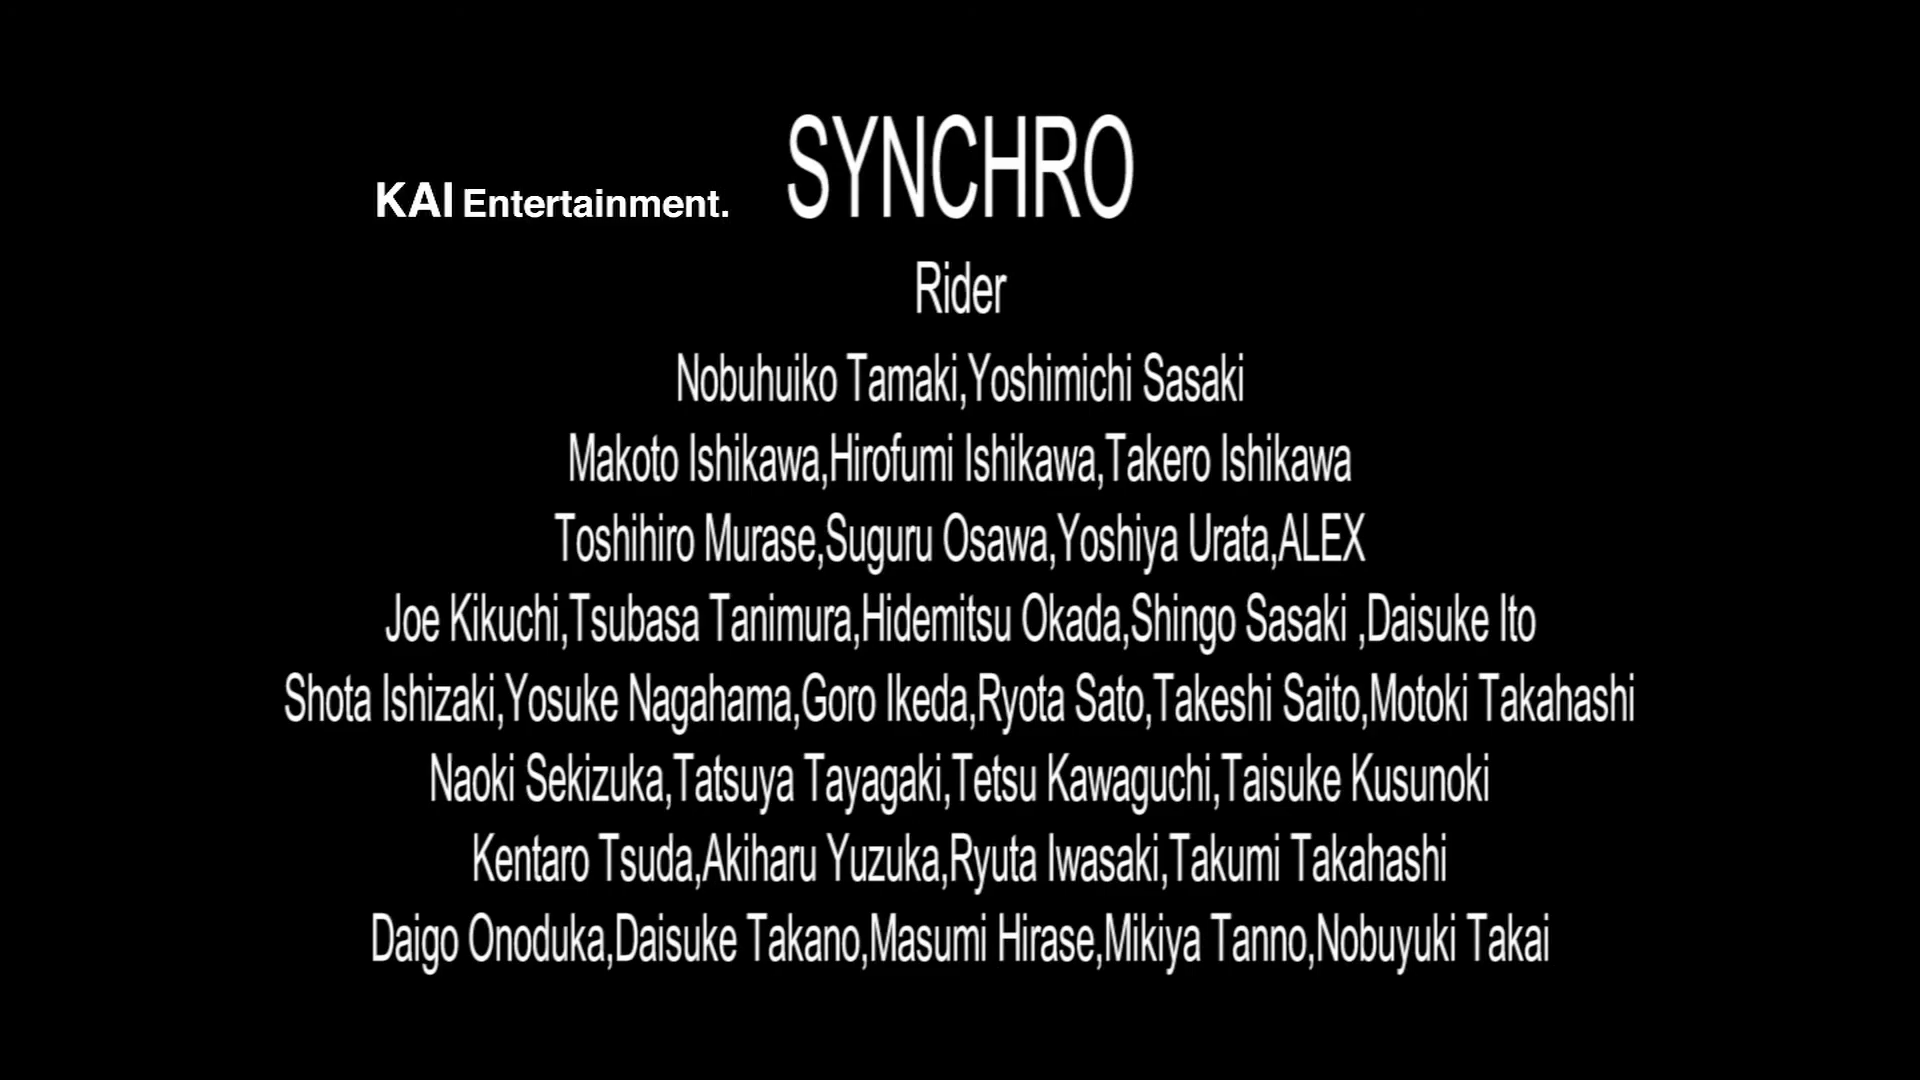 SYNCHRO
KAI Entertainment.
Rider
Nobuhuiko Tamaki,Yoshimichi Sasaki
Makoto Ishikawa,Hirofumi Ishikawa,Takero Ishikawa
Toshihiro Murase,Suguru Osawa,Yoshiya Urata,ALEX
Joe Kikuchi,Tsubasa Tanimura,Hidemitsu Okada,Shingo Sasaki ,Daisuke Ito
Shota Ishizaki,Yosuke Nagahama,Goro Ikeda,Ryota Sato,Takeshi Saito,Motoki Takahashi
Naoki Sekizuka,Tatsuya Tayagaki,Tetsu Kawaguchi,Taisuke Kusunoki
Kentaro Tsuda,Akiharu Yuzuka,Ryuta Iwasaki,Takumi Takahashi
Daigo Onoduka,Daisuke Takano,Masumi Hirase,Mikiya Tanno,Nobuyuki Takai